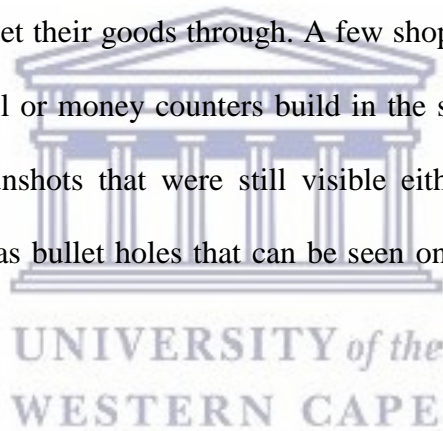 et their goods through. A few shop
l or money counters build in the s
nshots that were still visible eith
as bullet holes that can be seen on
UNIVERSITY of the
WESTERN CAPE